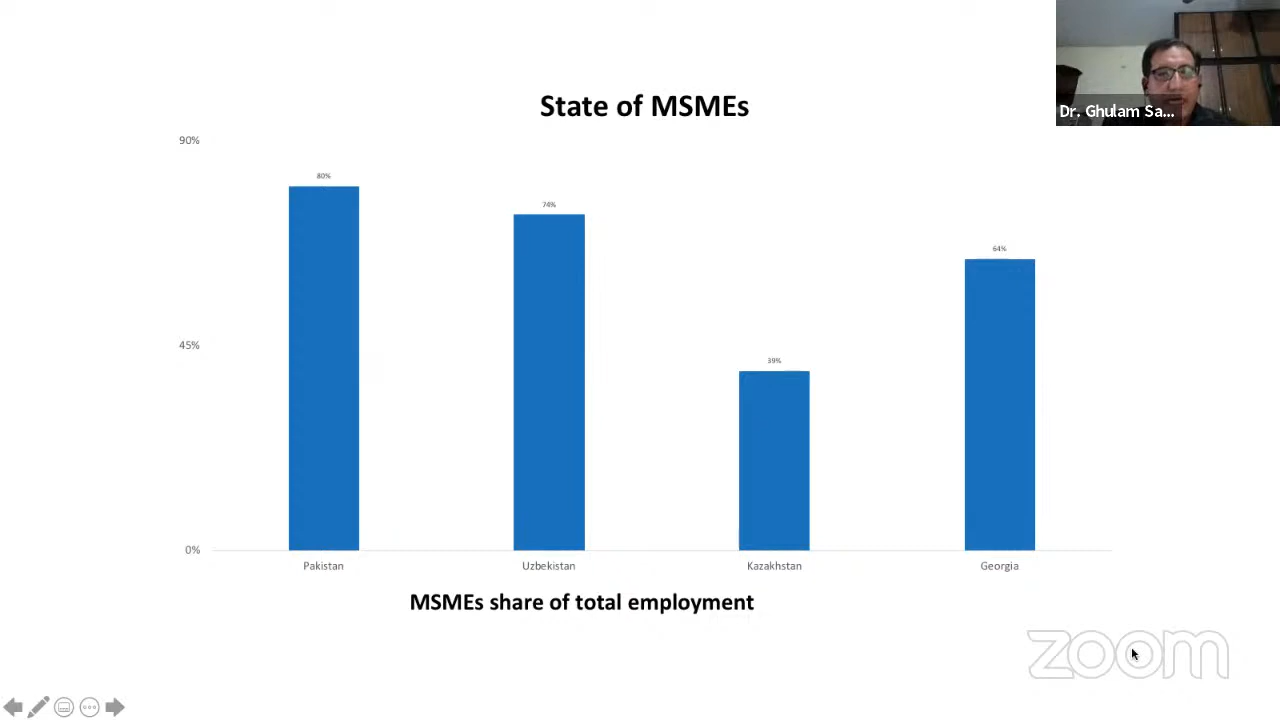 Dr. Ghulam Sa...
State of MSMEs
90%
80%
74%
64%
45%
39%
0%
Pakistan
Uzbekistan
Kazakhstan
Georgia
MSMEs share of total employment
zoom